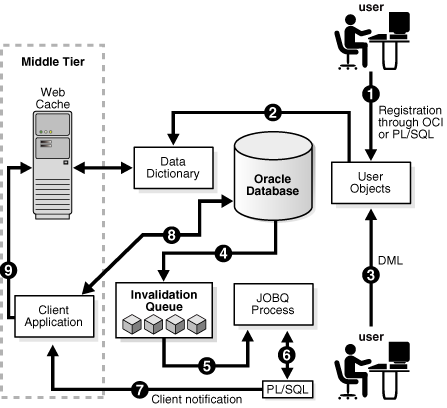 user
Middle Tier
Web
Cache
1
Registration
through OCI
or PL/SQL
2
Data
Dictionary
Oracle
Database
User
Objects
8
4
9
DML
3
Invalidation
Queue
JOBQ
Process
Client
Application
5
6
user
7
PL/SQL
Client notification